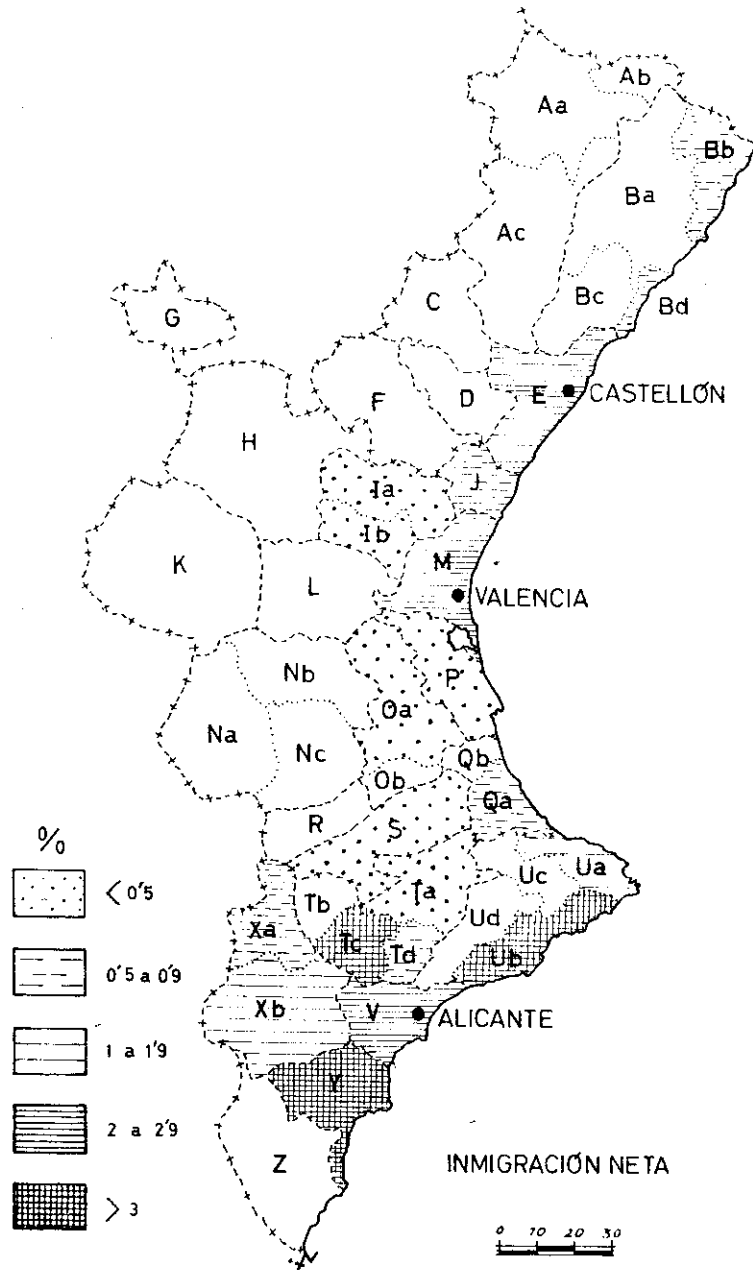 Ab
Aa
Bb
Ba
Ac
Bc
Bd
C
G
E
CASTELLÓN
D
F
H
Ia
J
Ib
M
K
L
VALENCIA
Nb
P
Oa
Na
Nc
Qb
Ob
Qa
R
S
Ua
Uc
Ta
Tb
Ud
Xa
Tc
Td
Ub
Xb
V
ALICANTE
Y
Z
%
< 0'5
0'5 a 0'9
1 a 1'9
2 a 2'9
> 3
INMIGRACIÓN NETA
0 10 20 30